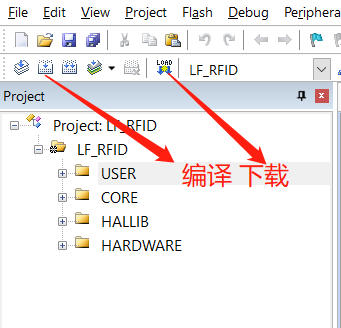 File Edit View Project Flash Debug Periphera
LOAD LF_RFID
Project
Project: LF_RFID
LF_RFID
USER
编译 下载
CORE
HALLIB
HARDWARE